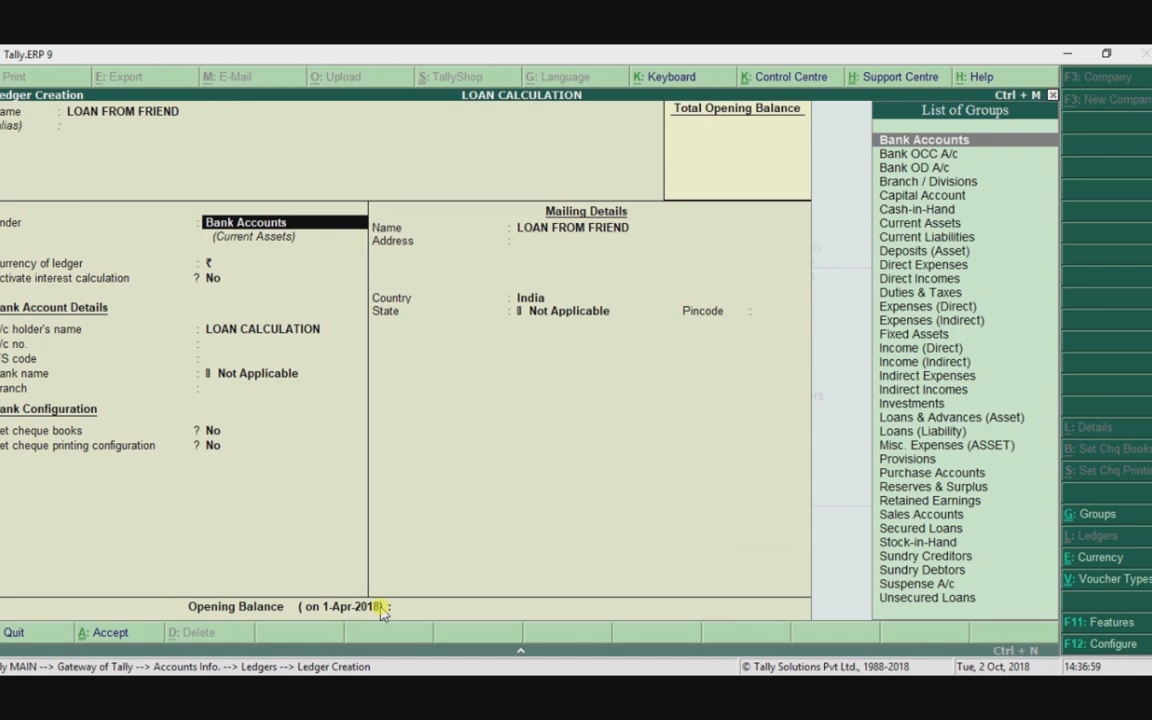 Tally.ERP 9
Print E: Export M: E-Mail O: Upload S: TallyShop G: Language K: Keyboard K: Control Centre H: Support Centre H: Help
edger Creation LOAN CALCULATION Ctrl + M
ame : LOAN FROM FRIEND
alias) :
Total Opening Balance
nder : Bank Accounts
(Current Assets)
urrency of ledger : ₹
ctivate interest calculation ? No
ank Account Details
/c holder's name : LOAN CALCULATION
/c no. :
S code :
ank name : Not Applicable
ranch :
ank Configuration
et cheque books ? No
et cheque printing configuration ? No
Mailing Details
Name : LOAN FROM FRIEND
Address :
Country : India
State : Not Applicable Pincode :
Opening Balance ( on 1-Apr-2018) :
List of Groups
Bank Accounts
Bank OCC A/c
Bank OD A/c
Branch / Divisions
Capital Account
Cash-in-Hand
Current Assets
Current Liabilities
Deposits (Asset)
Direct Expenses
Direct Incomes
Duties & Taxes
Expenses (Direct)
Expenses (Indirect)
Fixed Assets
Income (Direct)
Income (Indirect)
Indirect Expenses
Indirect Incomes
Investments
Loans & Advances (Asset)
Loans (Liability)
Misc. Expenses (ASSET)
Provisions
Purchase Accounts
Reserves & Surplus
Retained Earnings
Sales Accounts
Secured Loans
Stock-in-Hand
Sundry Creditors
Sundry Debtors
Suspense A/c
Unsecured Loans
F3: Company
F3: New Compan
L: Details
B: Set Chq Book
S: Set Chq Printi
G: Groups
L: Ledgers
E: Currency
V: Voucher Types
F11: Features
F12: Configure
Quit A: Accept D: Delete
Ctrl + N
ly MAIN --> Gateway of Tally --> Accounts Info. --> Ledgers --> Ledger Creation © Tally Solutions Pvt Ltd., 1988-2018 Tue, 2 Oct, 2018 14:36:59